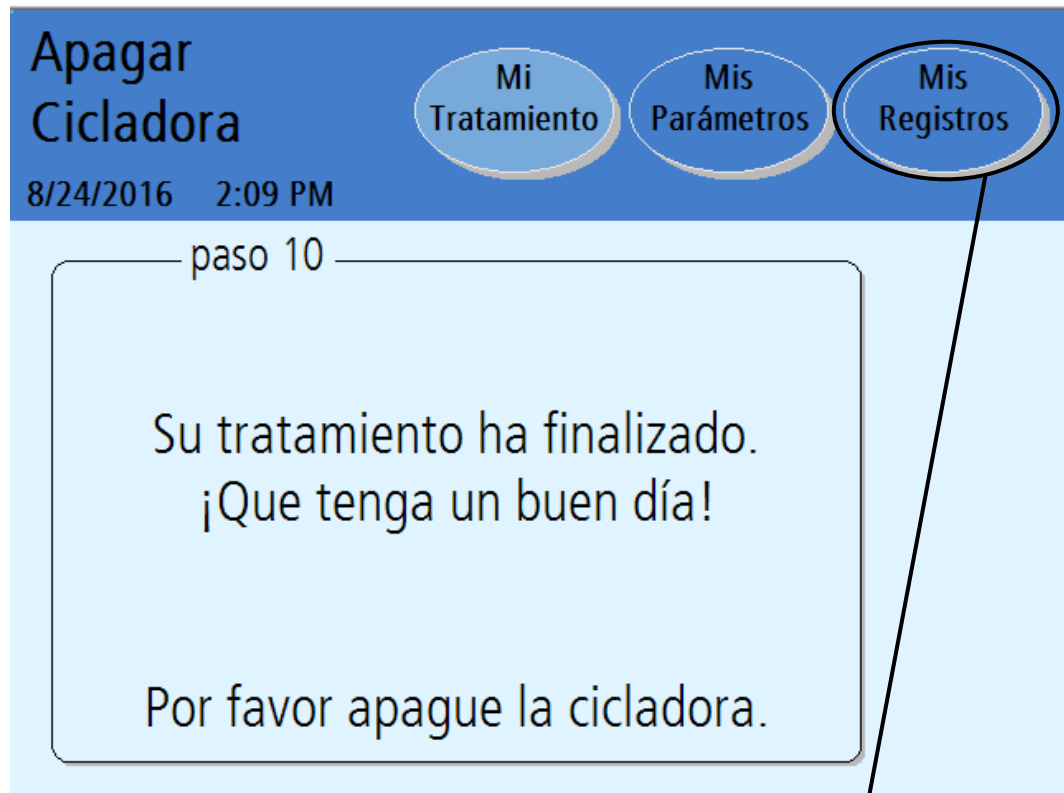 Apagar
Cicladora
Mi
Tratamiento
Mis
Parámetros
Mis
Registros
8/24/2016 2:09 PM
paso 10
Su tratamiento ha finalizado.
¡Que tenga un buen día!
Por favor apague la cicladora.